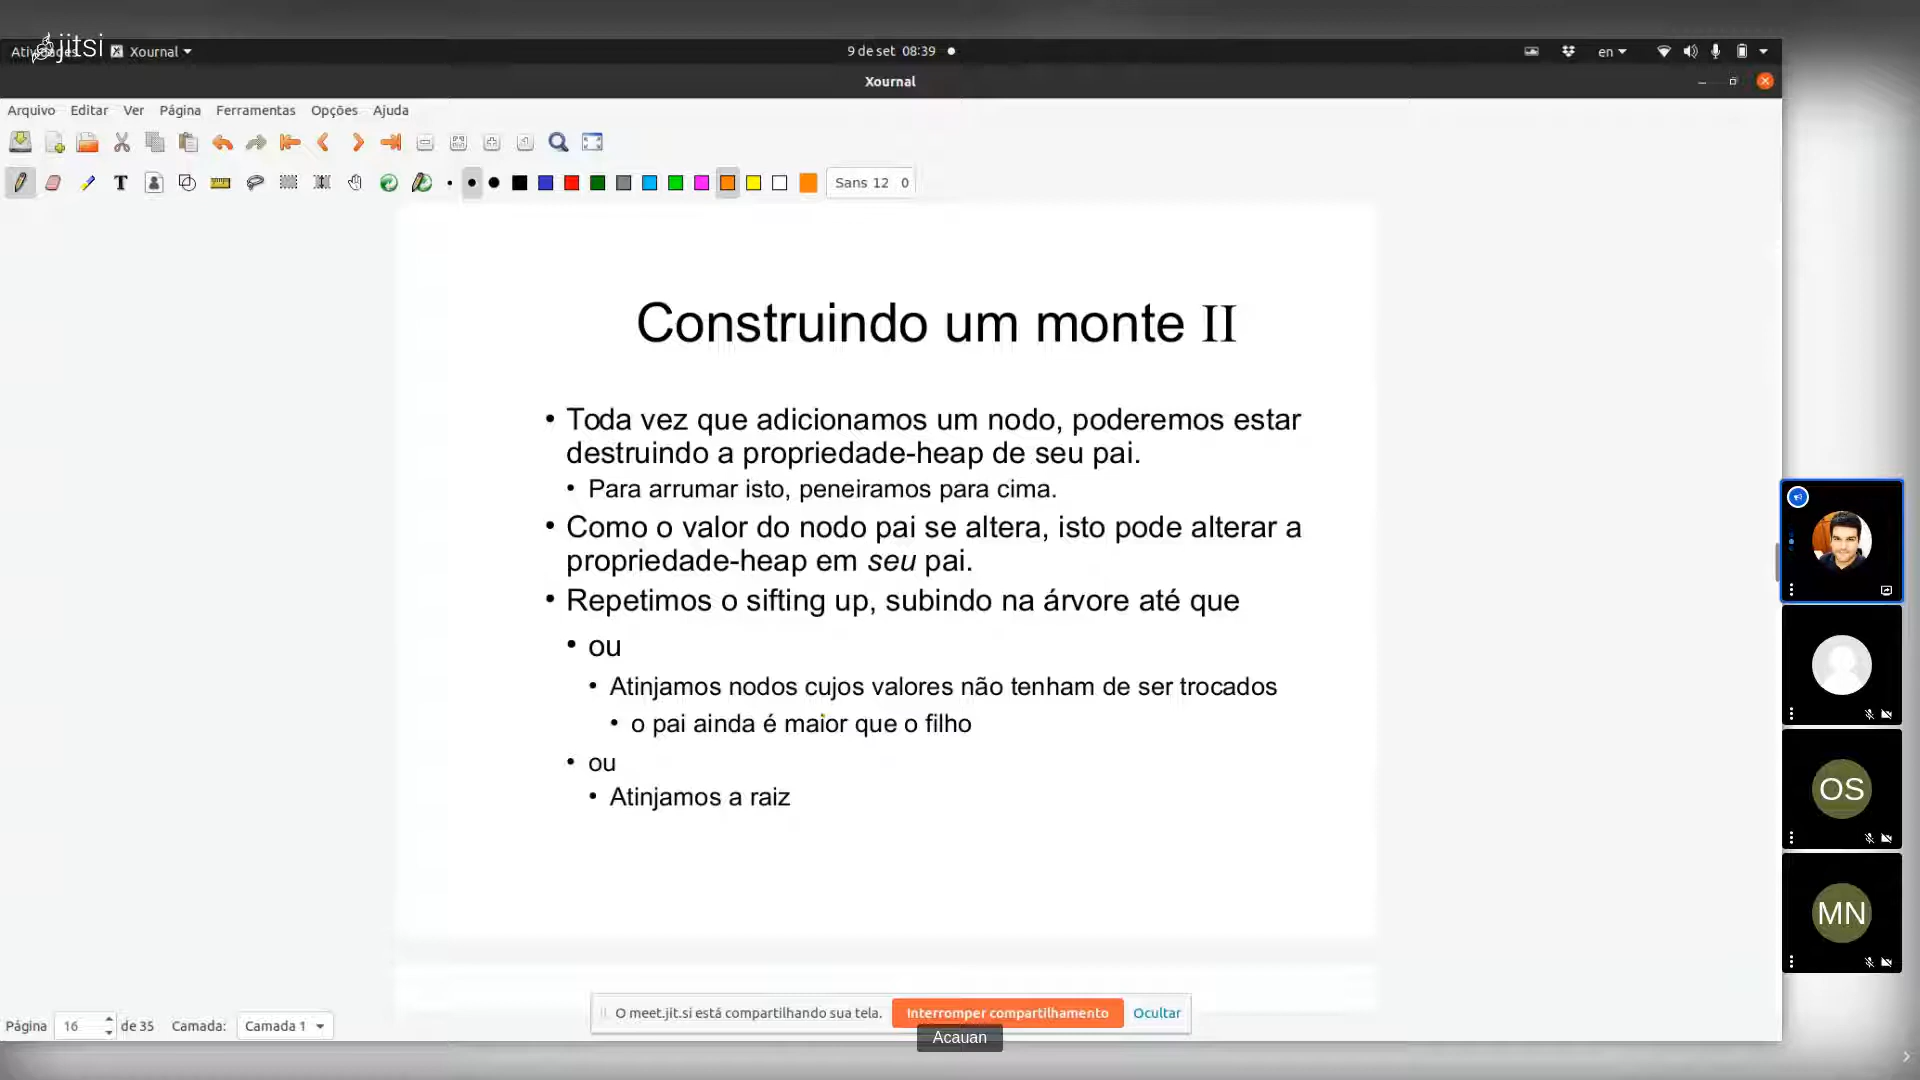 jitsi
Xournal
9 de set 08:39
en
Xournal
Arquivo Editar Ver Página Ferramentas Opções Ajuda
T
Sans 12 0
Construindo um monte II
• Toda vez que adicionamos um nodo, poderemos estar
destruindo a propriedade-heap de seu pai.
• Para arrumar isto, peneiramos para cima.
• Como o valor do nodo pai se altera, isto pode alterar a
propriedade-heap em seu pai.
• Repetimos o sifting up, subindo na árvore até que
• ou
• Atinjamos nodos cujos valores não tenham de ser trocados
• o pai ainda é maior que o filho
• ou
• Atinjamos a raiz
OS
MN
O meet.jit.si está compartilhando sua tela. Interromper compartilhamento Ocultar
Página 16 de 35 Camada: Camada 1
Acauan